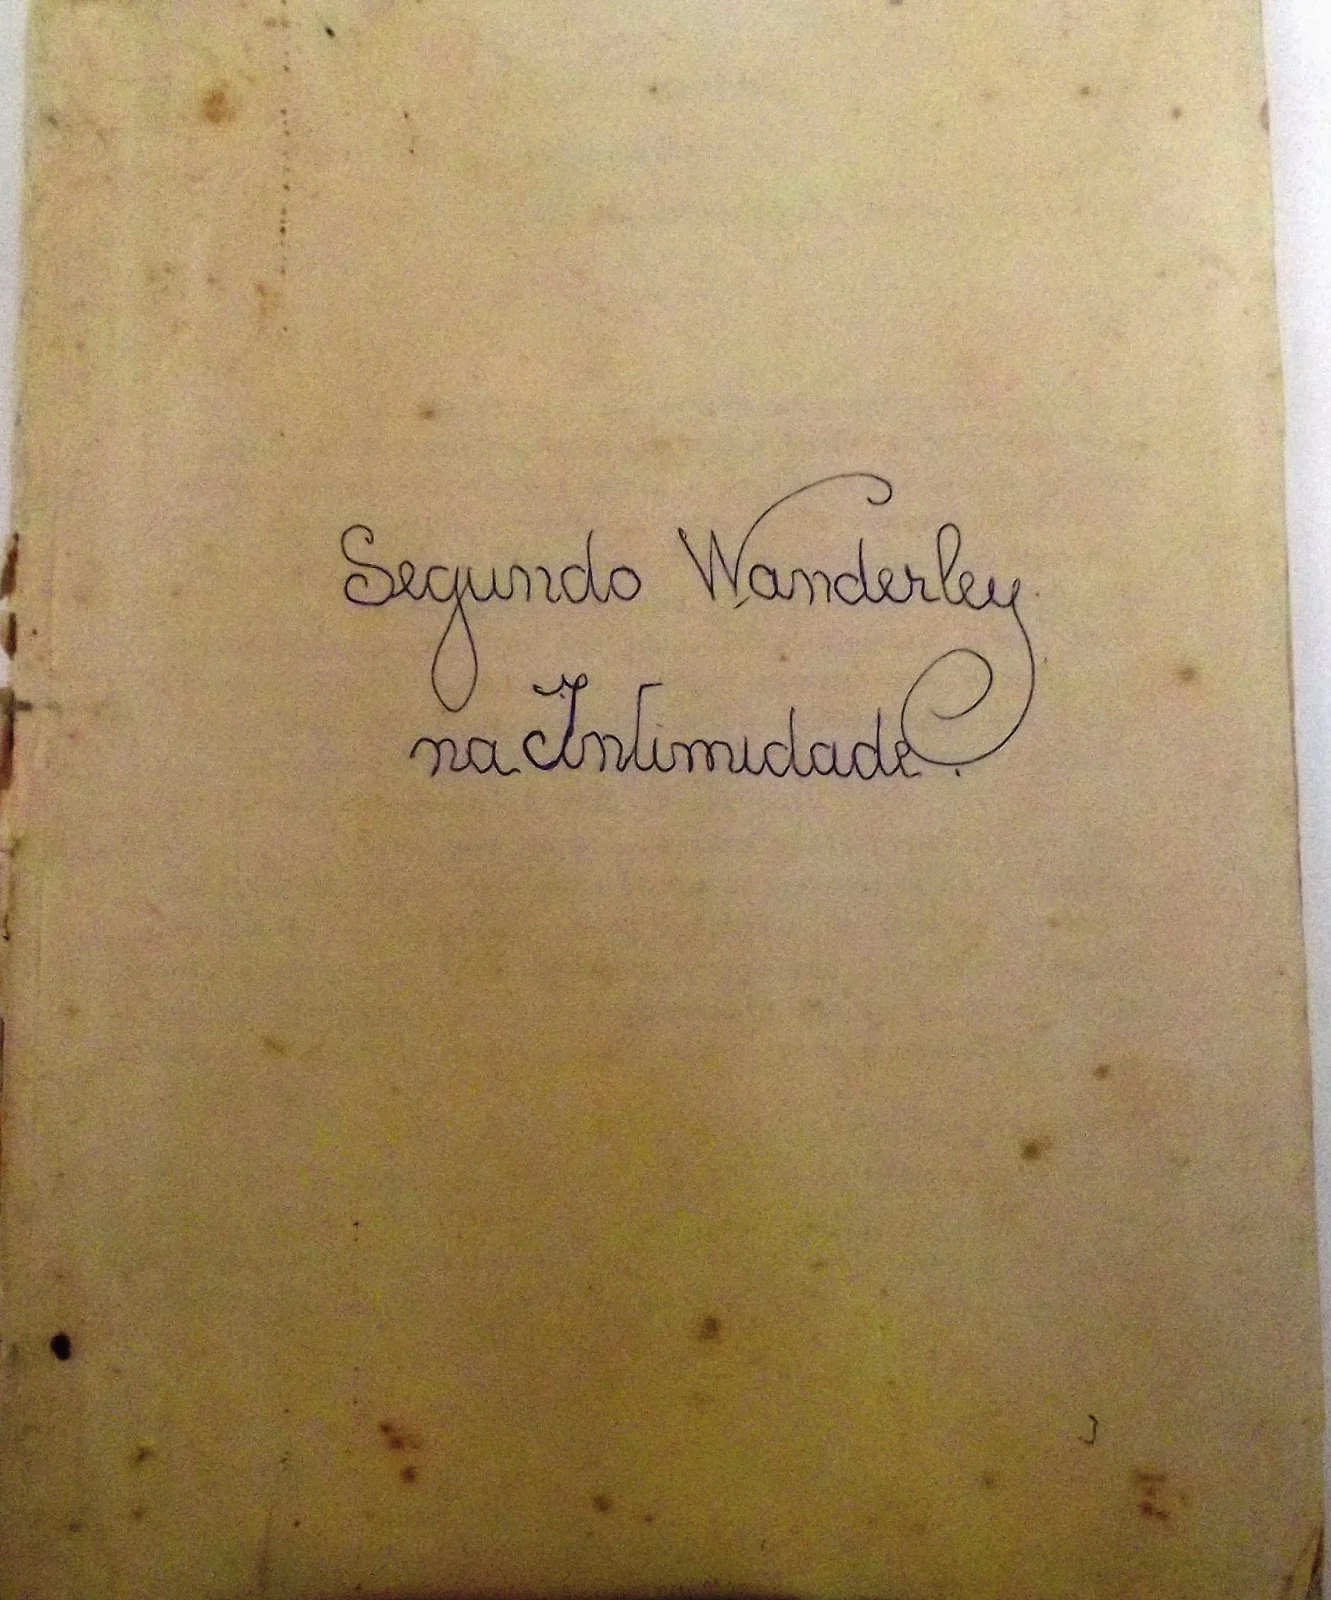 Segundo Wanderley
na Intimidade.